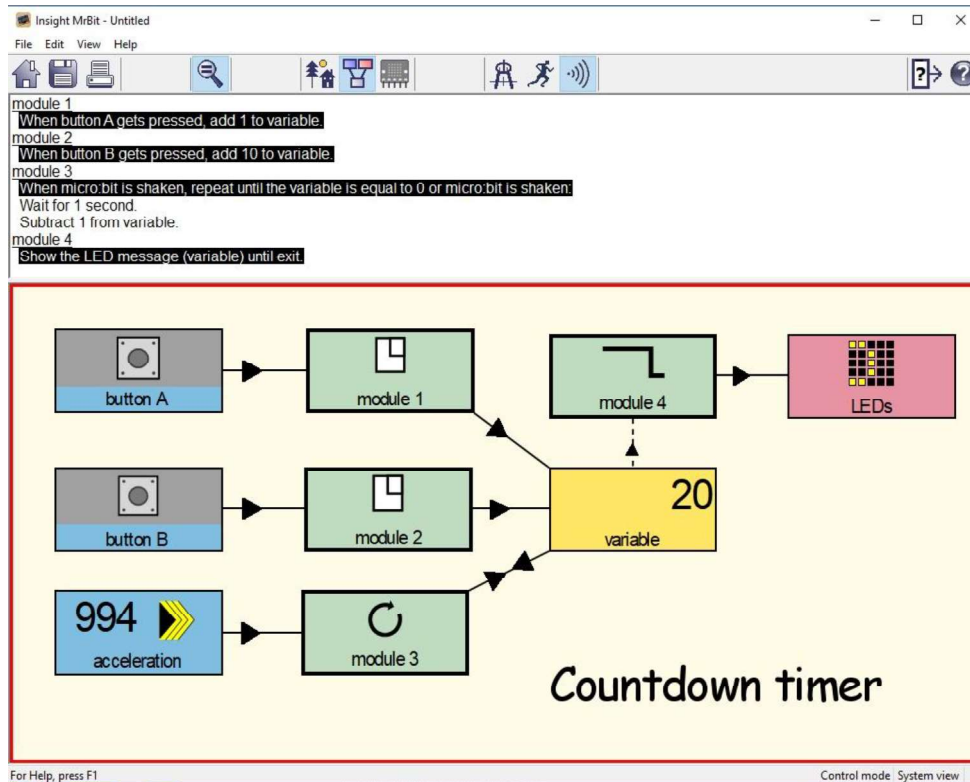 Insight MrBit - Untitled
File Edit View Help
module 1
When button A gets pressed, add 1 to variable.
module 2
When button B gets pressed, add 10 to variable.
module 3
When micro:bit is shaken, repeat until the variable is equal to 0 or micro:bit is shaken:
Wait for 1 second.
Subtract 1 from variable.
module 4
Show the LED message (variable) until exit.
button A
module 1
module 4
LEDs
button B
module 2
20
variable
994
acceleration
module 3
Countdown timer
For Help, press F1
Control mode System view